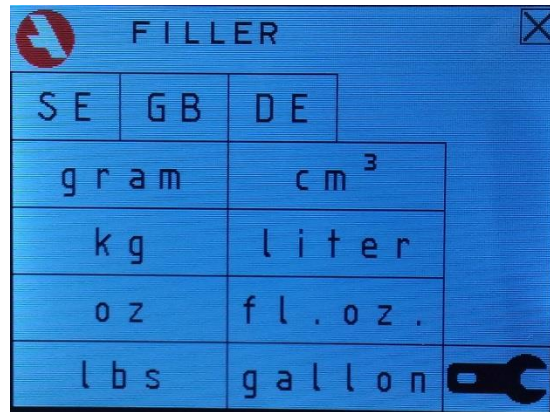 FILLER
SE GB DE
gram cm³
kg liter
oz fl.oz.
lbs gallon